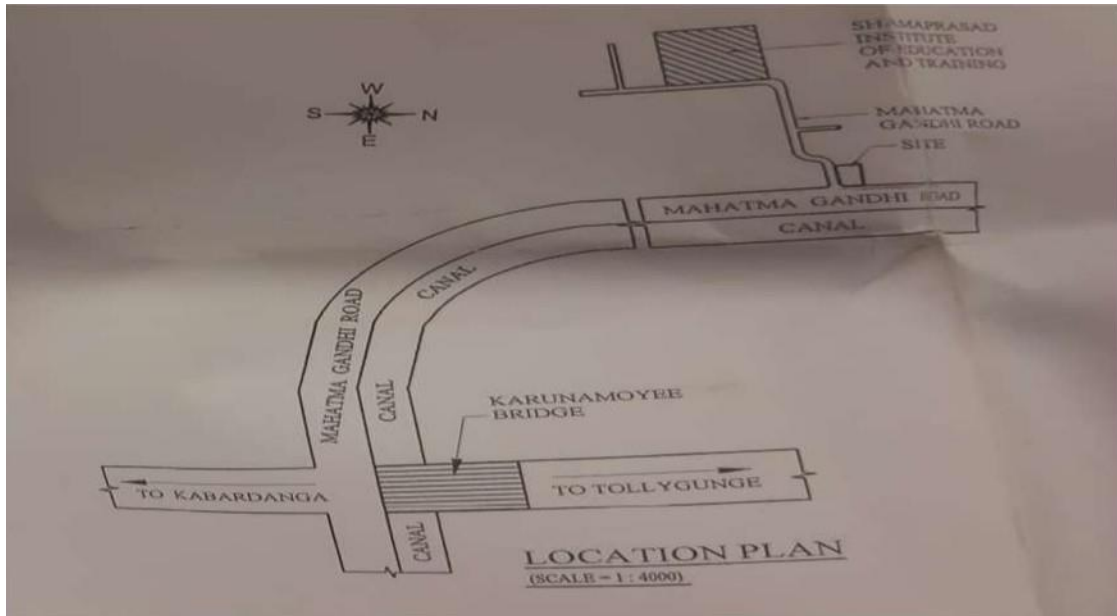 SHAMAPRASAD
INSTITUTE
OF EDUCATION
AND TRAINING
W
S
N
E
MAHATMA
GANDHI ROAD
SITE
MAHATMA GANDHI ROAD
CANAL
CANAL
MAHATMA GANDHI ROAD
CANAL
KARUNAMOYEE
BRIDGE
TO KABARDANGA
TO TOLLYGUNGE
CANAL
LOCATION PLAN
(SCALE = 1 : 4000)